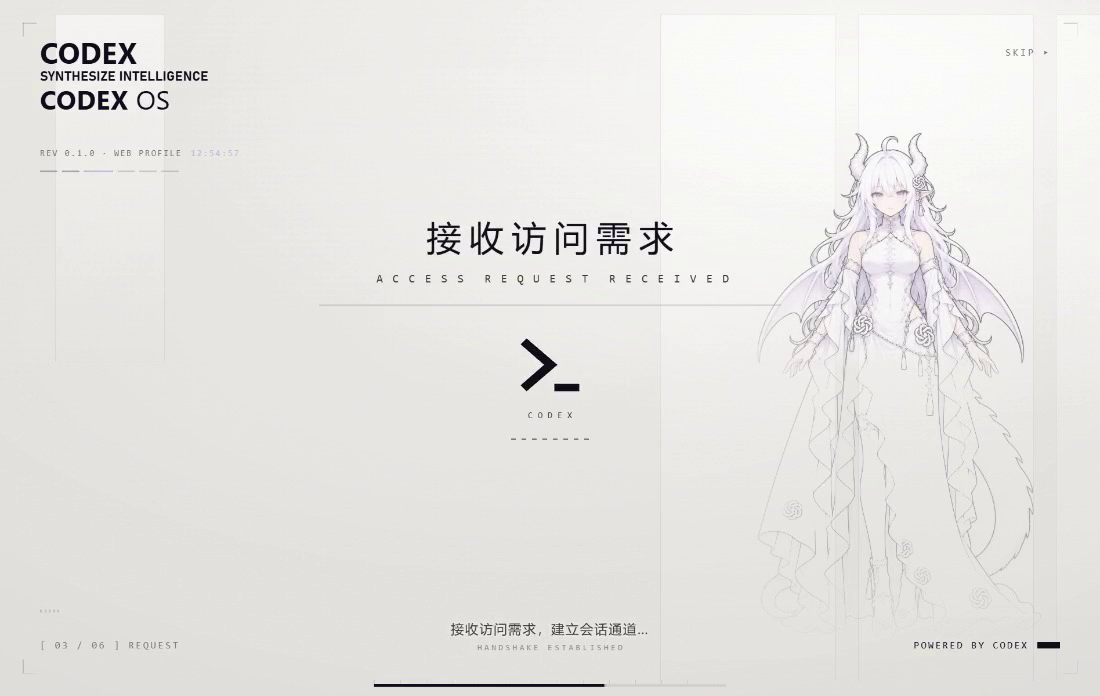 CODEX
SYNTHESIZE INTELLIGENCE
CODEX OS
REV 0.1.0 · WEB PROFILE 12:54:57
SKIP ▸
接收访问需求
ACCESS REQUEST RECEIVED
CODEX
接收访问需求，建立会话通道...
HANDSHAKE ESTABLISHED
[ 03 / 06 ] REQUEST
POWERED BY CODEX